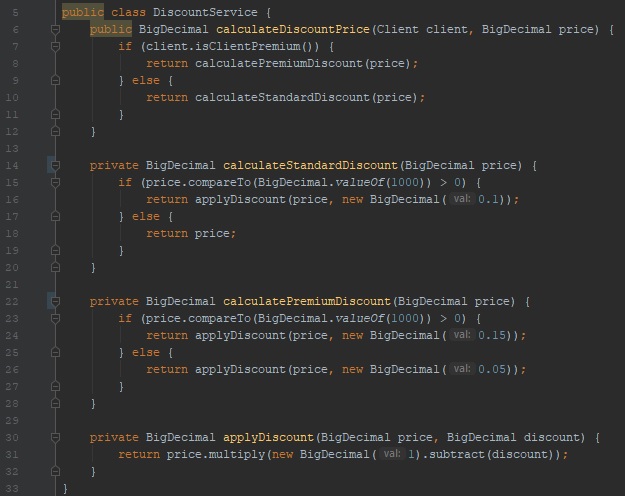 5 public class DiscountService {
6 public BigDecimal calculateDiscountPrice(Client client, BigDecimal price) {
7 if (client.isClientPremium()) {
8 return calculatePremiumDiscount(price);
9 } else {
10 return calculateStandardDiscount(price);
11 }
12 }
13
14 private BigDecimal calculateStandardDiscount(BigDecimal price) {
15 if (price.compareTo(BigDecimal.valueOf(1000)) > 0) {
16 return applyDiscount(price, new BigDecimal( val: 0.1));
17 } else {
18 return price;
19 }
20 }
21
22 private BigDecimal calculatePremiumDiscount(BigDecimal price) {
23 if (price.compareTo(BigDecimal.valueOf(1000)) > 0) {
24 return applyDiscount(price, new BigDecimal( val: 0.15));
25 } else {
26 return applyDiscount(price, new BigDecimal( val: 0.05));
27 }
28 }
29
30 private BigDecimal applyDiscount(BigDecimal price, BigDecimal discount) {
31 return price.multiply(new BigDecimal( val: 1).subtract(discount));
32 }
33 }